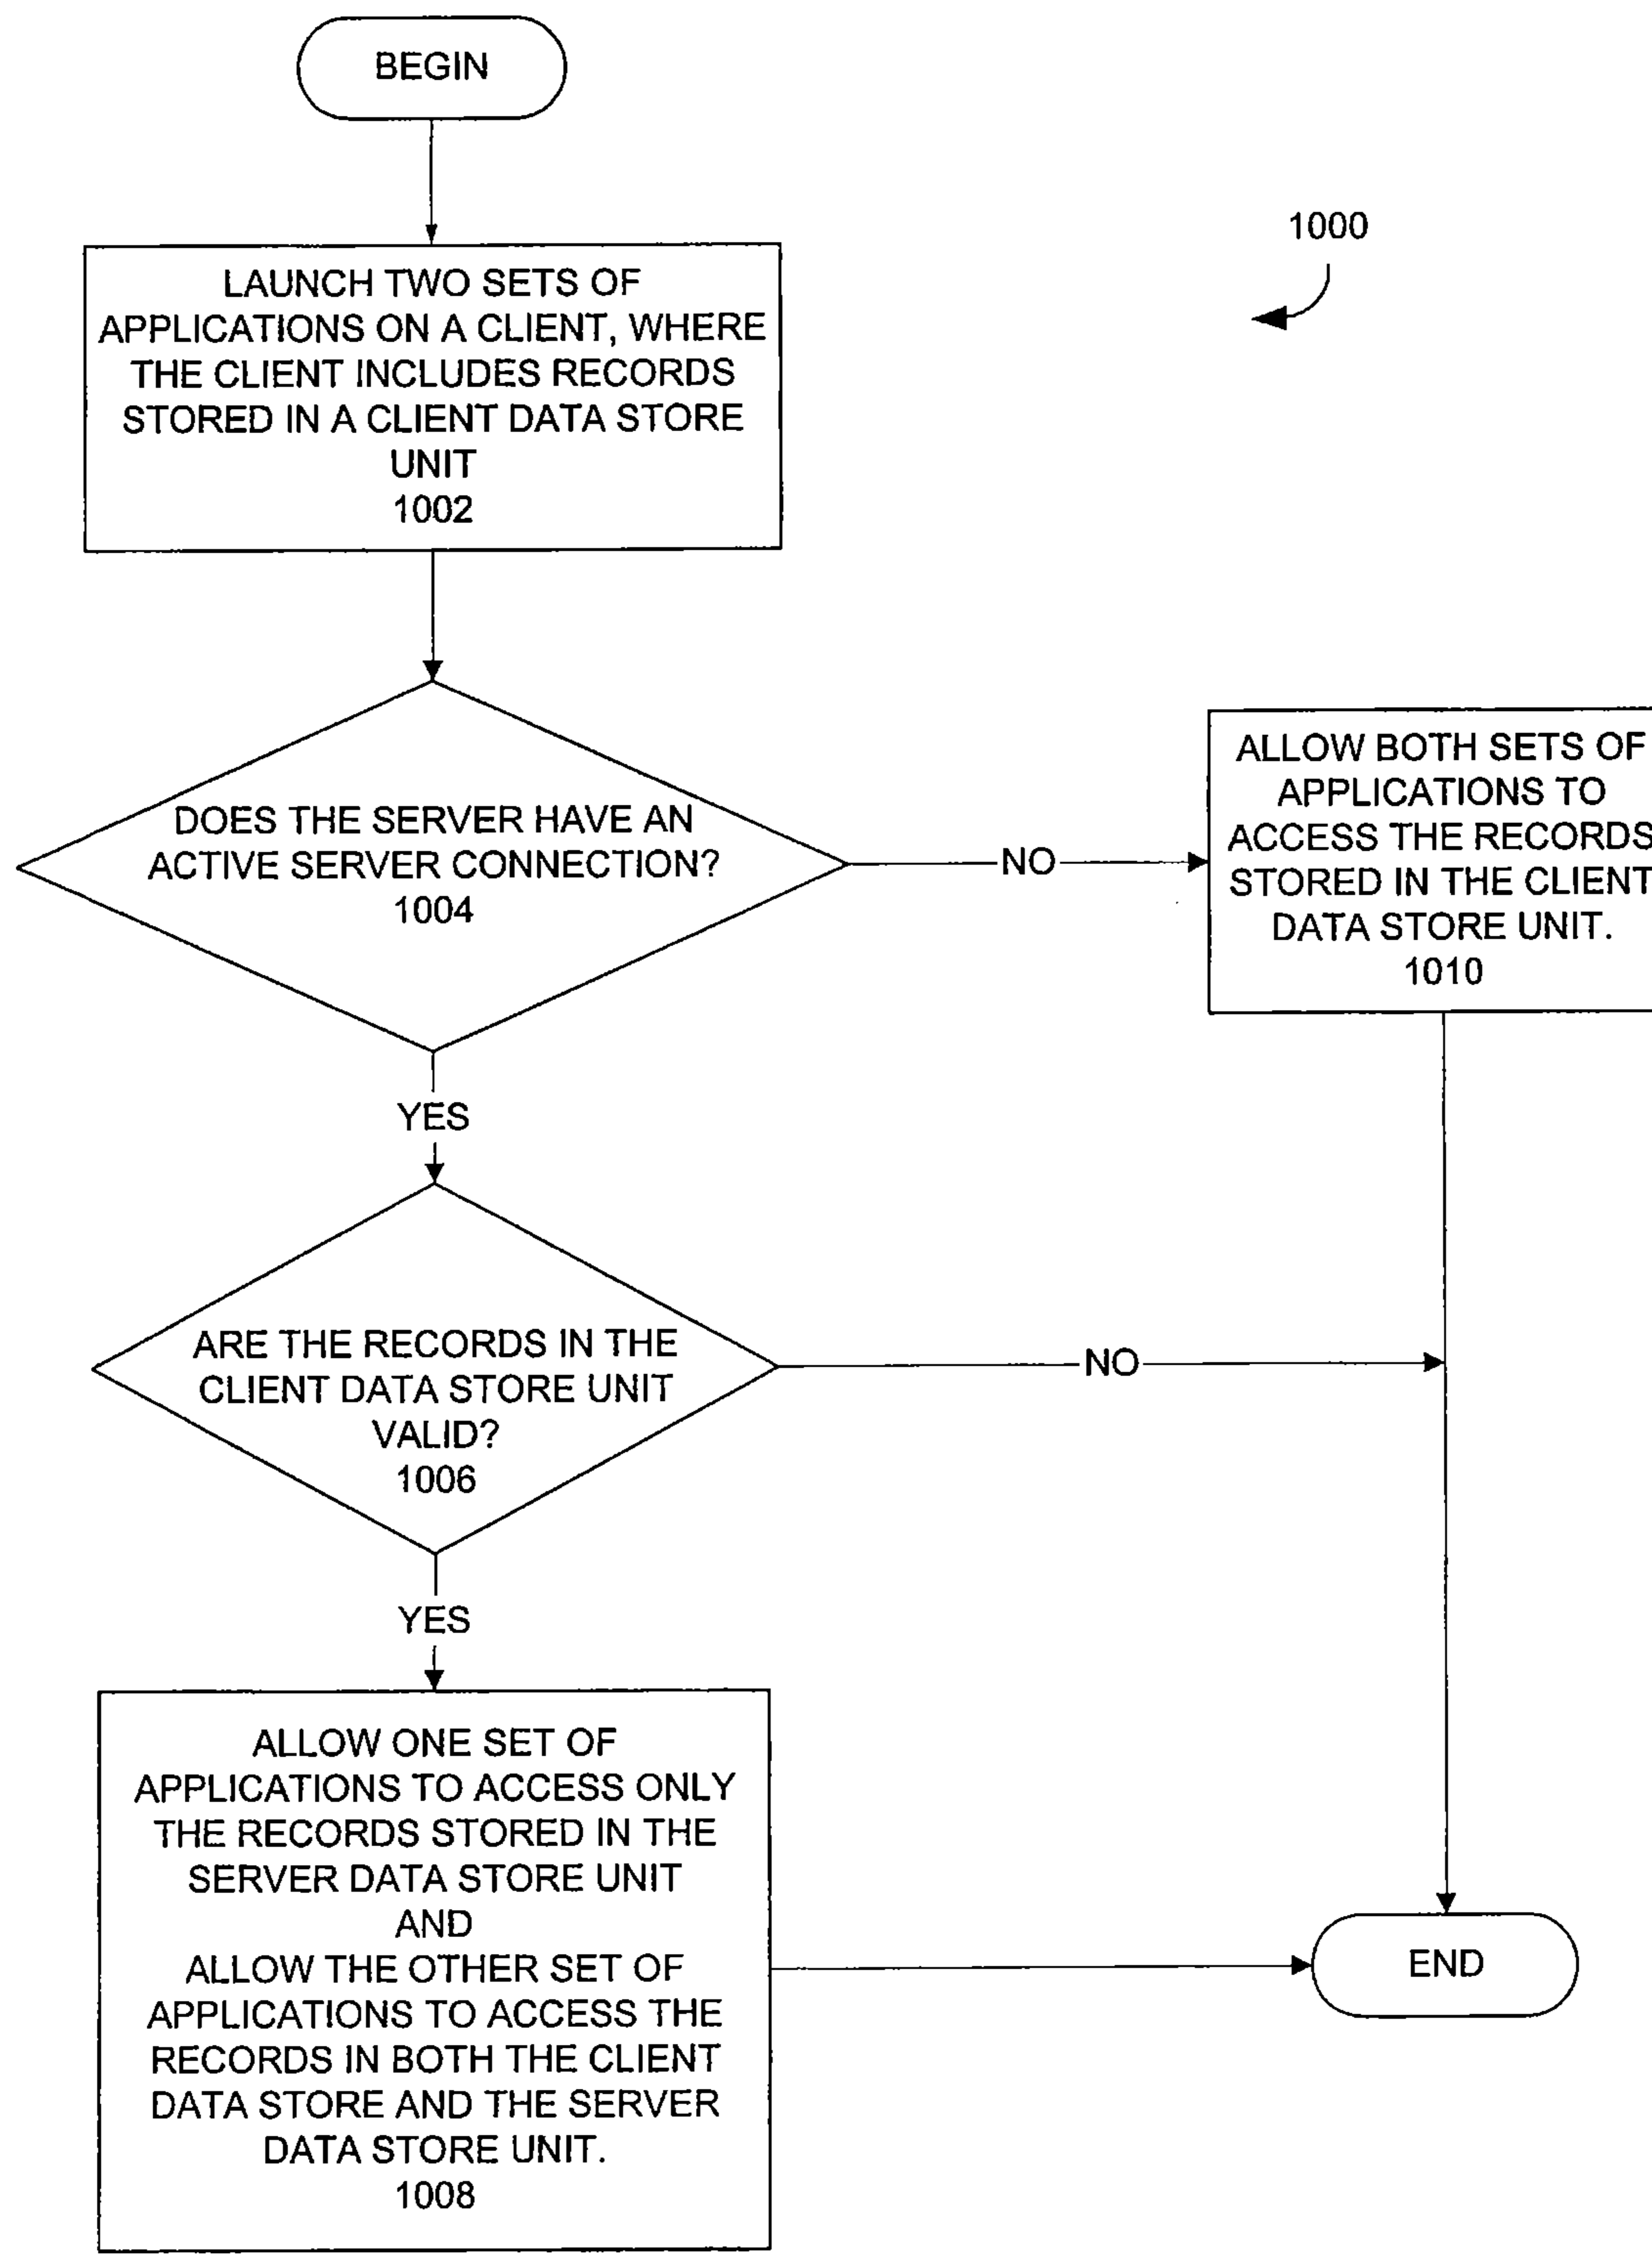 BEGIN
1000
LAUNCH TWO SETS OF
APPLICATIONS ON A CLIENT, WHERE
THE CLIENT INCLUDES RECORDS
STORED IN A CLIENT DATA STORE
UNIT
1002
DOES THE SERVER HAVE AN
ACTIVE SERVER CONNECTION?
1004
NO
ALLOW BOTH SETS OF
APPLICATIONS TO
ACCESS THE RECORDS
STORED IN THE CLIENT
DATA STORE UNIT.
1010
YES
ARE THE RECORDS IN THE
CLIENT DATA STORE UNIT
VALID?
1006
NO
YES
ALLOW ONE SET OF
APPLICATIONS TO ACCESS ONLY
THE RECORDS STORED IN THE
SERVER DATA STORE UNIT
AND
ALLOW THE OTHER SET OF
APPLICATIONS TO ACCESS THE
RECORDS IN BOTH THE CLIENT
DATA STORE AND THE SERVER
DATA STORE UNIT.
1008
END